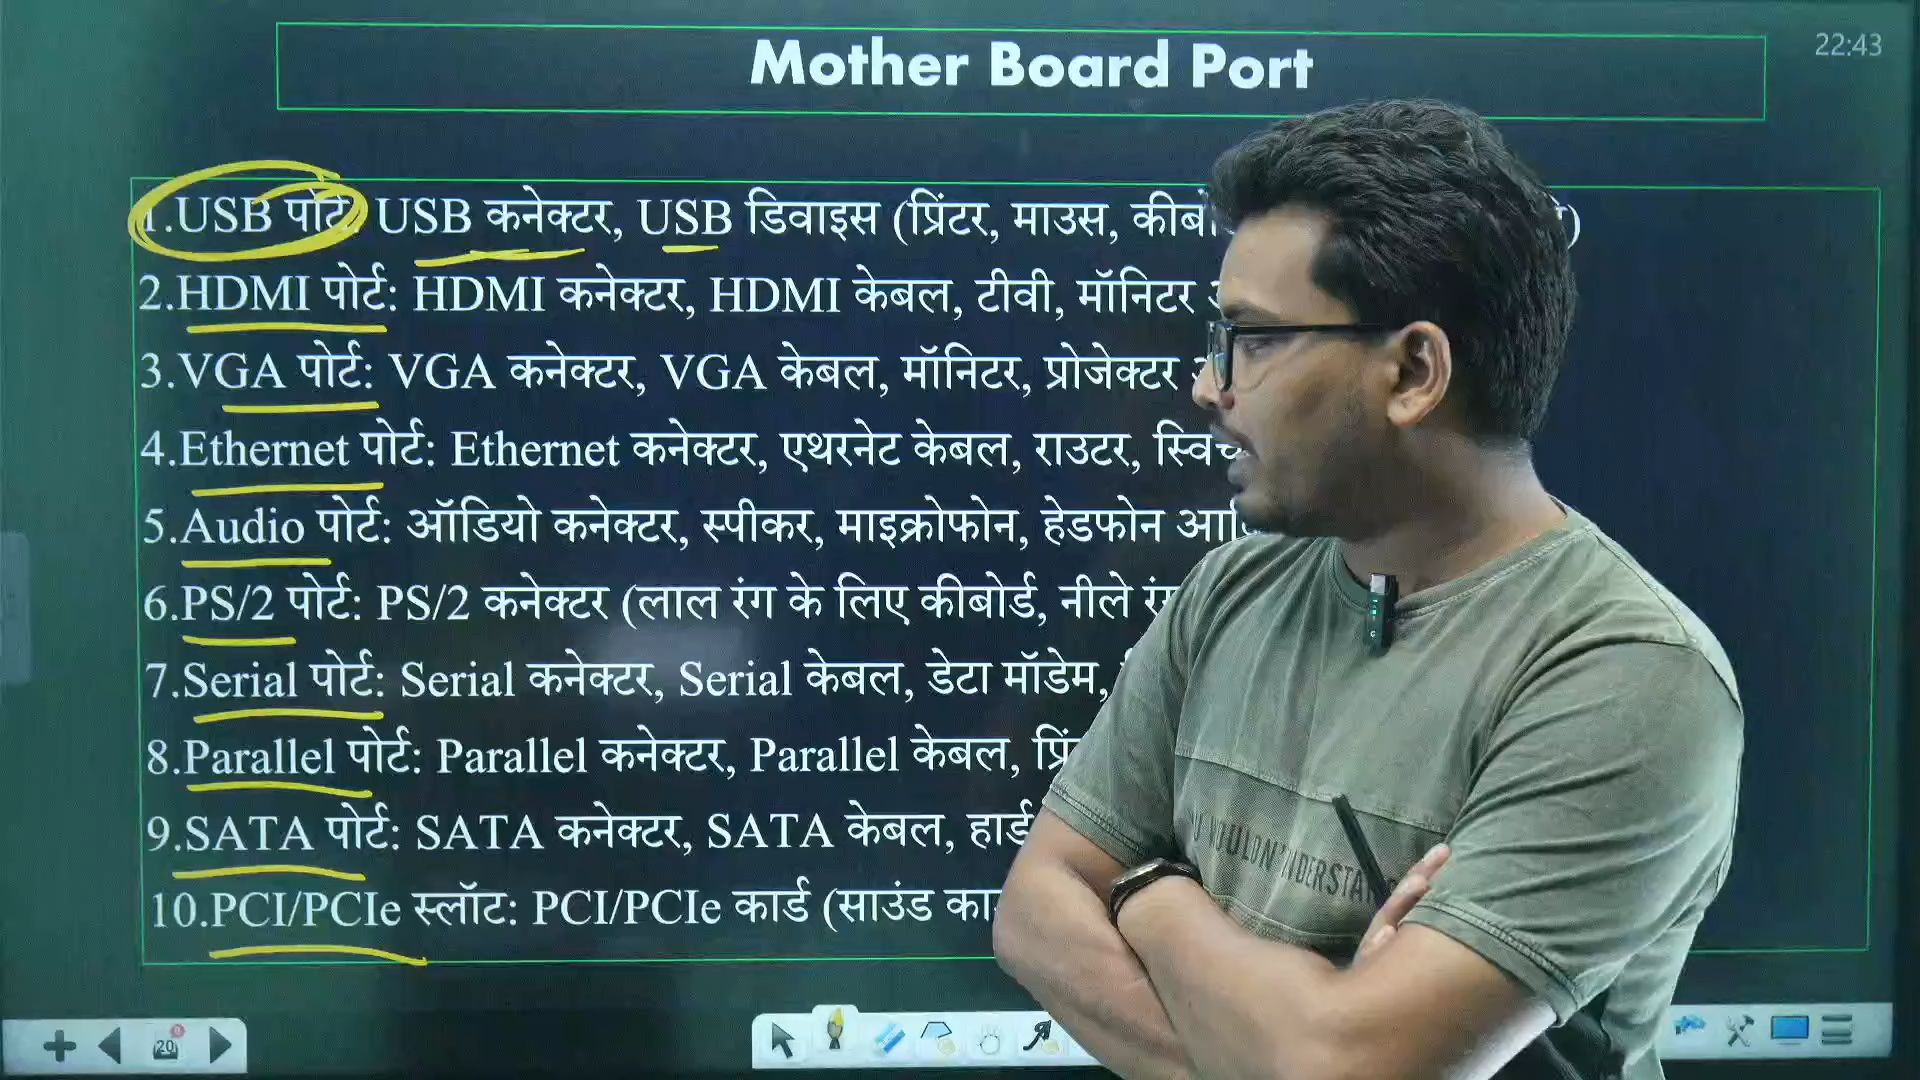 Mother Board Port
22:43
1.USB पोर्ट: USB कनेक्टर, USB डिवाइस (प्रिंटर, माउस, )
2.HDMI पोर्ट: HDMI कनेक्टर, HDMI केबल, टीवी, मॉनिटर
3.VGA पोर्ट: VGA कनेक्टर, VGA केबल, मॉनिटर, प्रोजेक्टर
4.Ethernet पोर्ट: Ethernet कनेक्टर, एथरनेट केबल, राउटर,
5.Audio पोर्ट: ऑडियो कनेक्टर, स्पीकर, माइक्रोफोन, हेडफोन
6.PS/2 पोर्ट: PS/2 कनेक्टर (लाल रंग के लिए कीबोर्ड, नीले
7.Serial पोर्ट: Serial कनेक्टर, Serial केबल, डेटा मॉडेम,
8.Parallel पोर्ट: Parallel कनेक्टर, Parallel केबल,
9.SATA पोर्ट: SATA कनेक्टर, SATA केबल,
10.PCI/PCIe स्लॉट: PCI/PCIe कार्ड (साउंड
20